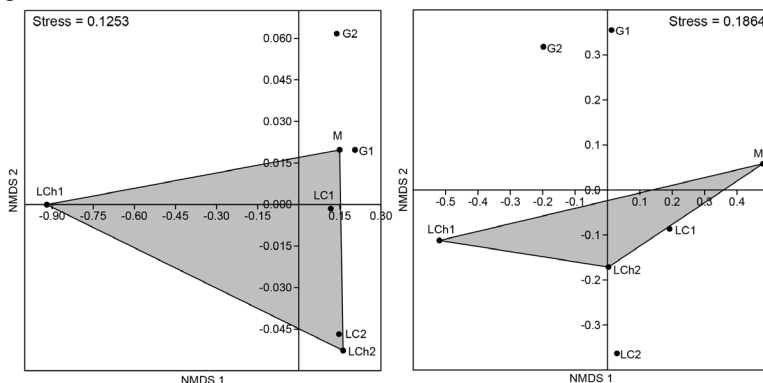 Stress = 0.1253
0.060
G2
0.045
0.030
M
G1
0.015
NMDS 2
LCh1
LC1
0.000
-0.90 -0.75 -0.60 -0.45 -0.30 -0.15 0.15 0.30
-0.015
-0.030
-0.045
LC2
LCh2
NMDS 1
Stress = 0.1864
G1
G2
0.3
0.2
0.1
M
NMDS 2
0.0
-0.5 -0.4 -0.3 -0.2 -0.1 0.1 0.2 0.3 0.4
LCh1
LC1
-0.1
LCh2
-0.2
-0.3
LC2
NMDS 1